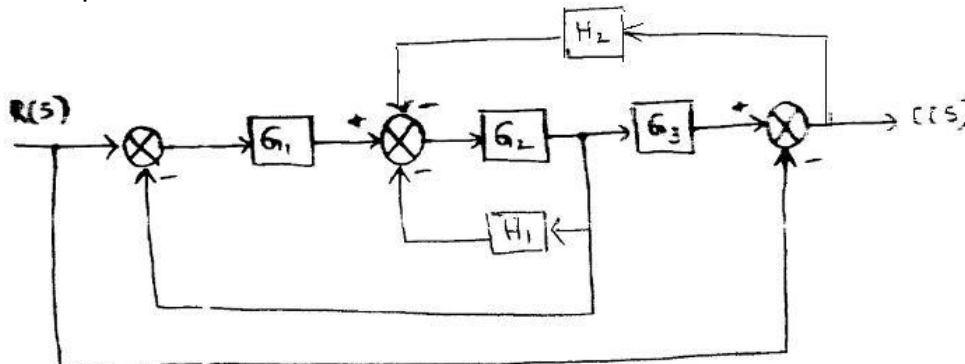 H₂
R(S)
-
+
-
+
C(S)
G₁
G₂
G₃
-
-
-
H₁